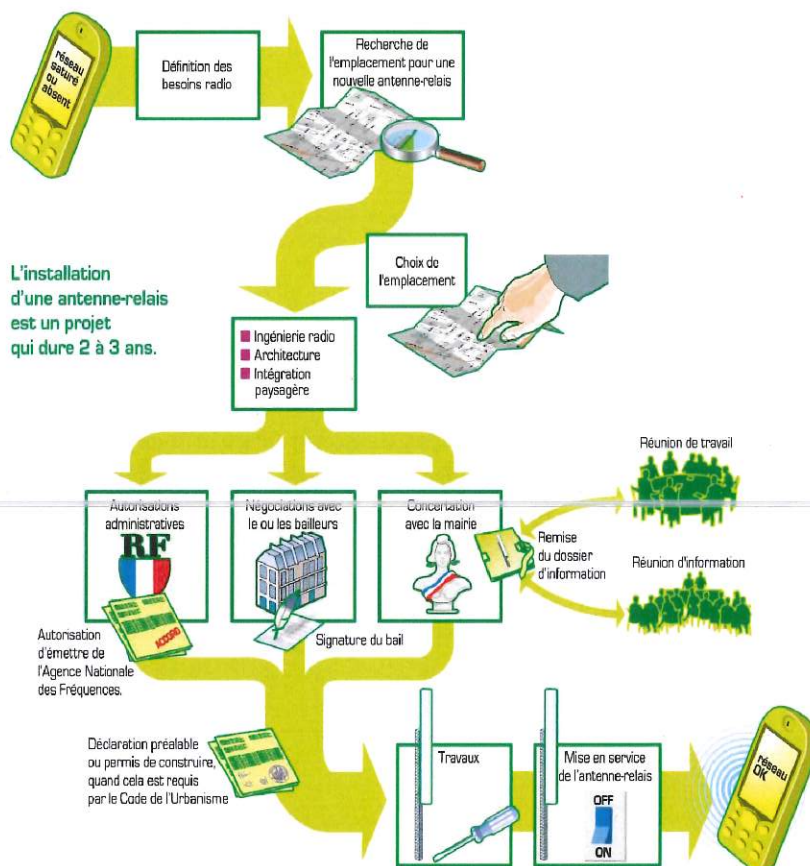 réseau
saturé
ou
absent
Définition des
besoins radio
Recherche de
l'emplacement pour une
nouvelle antenne-relais
L'installation
d'une antenne-relais
est un projet
qui dure 2 à 3 ans.
Choix de
l'emplacement
Ingénierie radio
Architecture
Intégration
paysagère
Autorisations
administratives
RF
ACCORD
Autorisation
d'émettre de
l'Agence Nationale
des Fréquences.
Négociations avec
le ou les bailleurs
Signature du bail
Concertation
avec la mairie
Remise
du dossier
d'information
Réunion de travail
Réunion d'information
Déclaration préalable
ou permis de construire,
quand cela est requis
par le Code de l'Urbanisme
Travaux
Mise en service
de l'antenne-relais
OFF
ON
réseau
OK